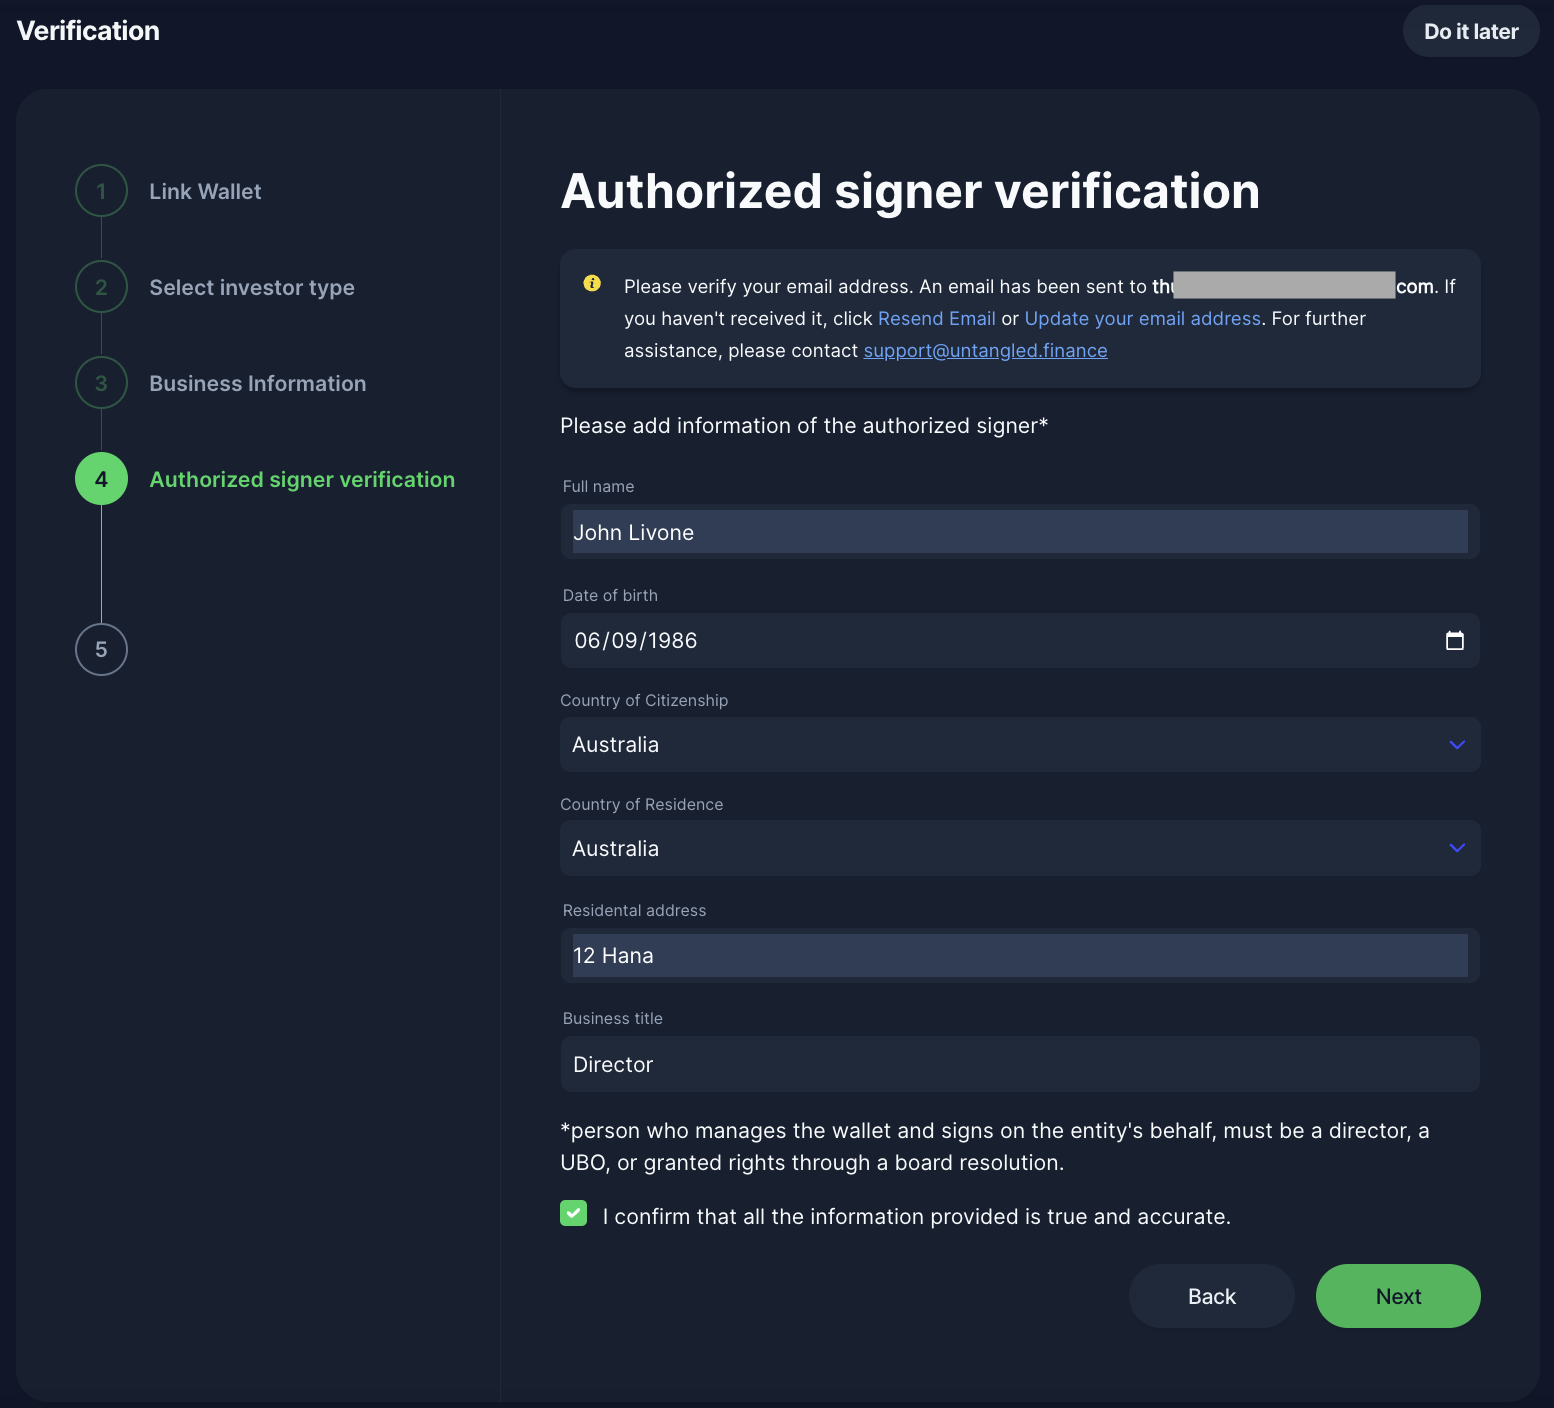 Verification
Do it later
1 Link Wallet
2 Select investor type
3 Business Information
4 Authorized signer verification
5
Authorized signer verification
Please verify your email address. An email has been sent to com. If
you haven't received it, click Resend Email or Update your email address. For further
assistance, please contact support@untangled.finance
Please add information of the authorized signer*
Full name
John Livone
Date of birth
06/09/1986
Country of Citizenship
Australia
Country of Residence
Australia
Residental address
12 Hana
Business title
Director
*person who manages the wallet and signs on the entity's behalf, must be a director, a
UBO, or granted rights through a board resolution.
I confirm that all the information provided is true and accurate.
Back
Next